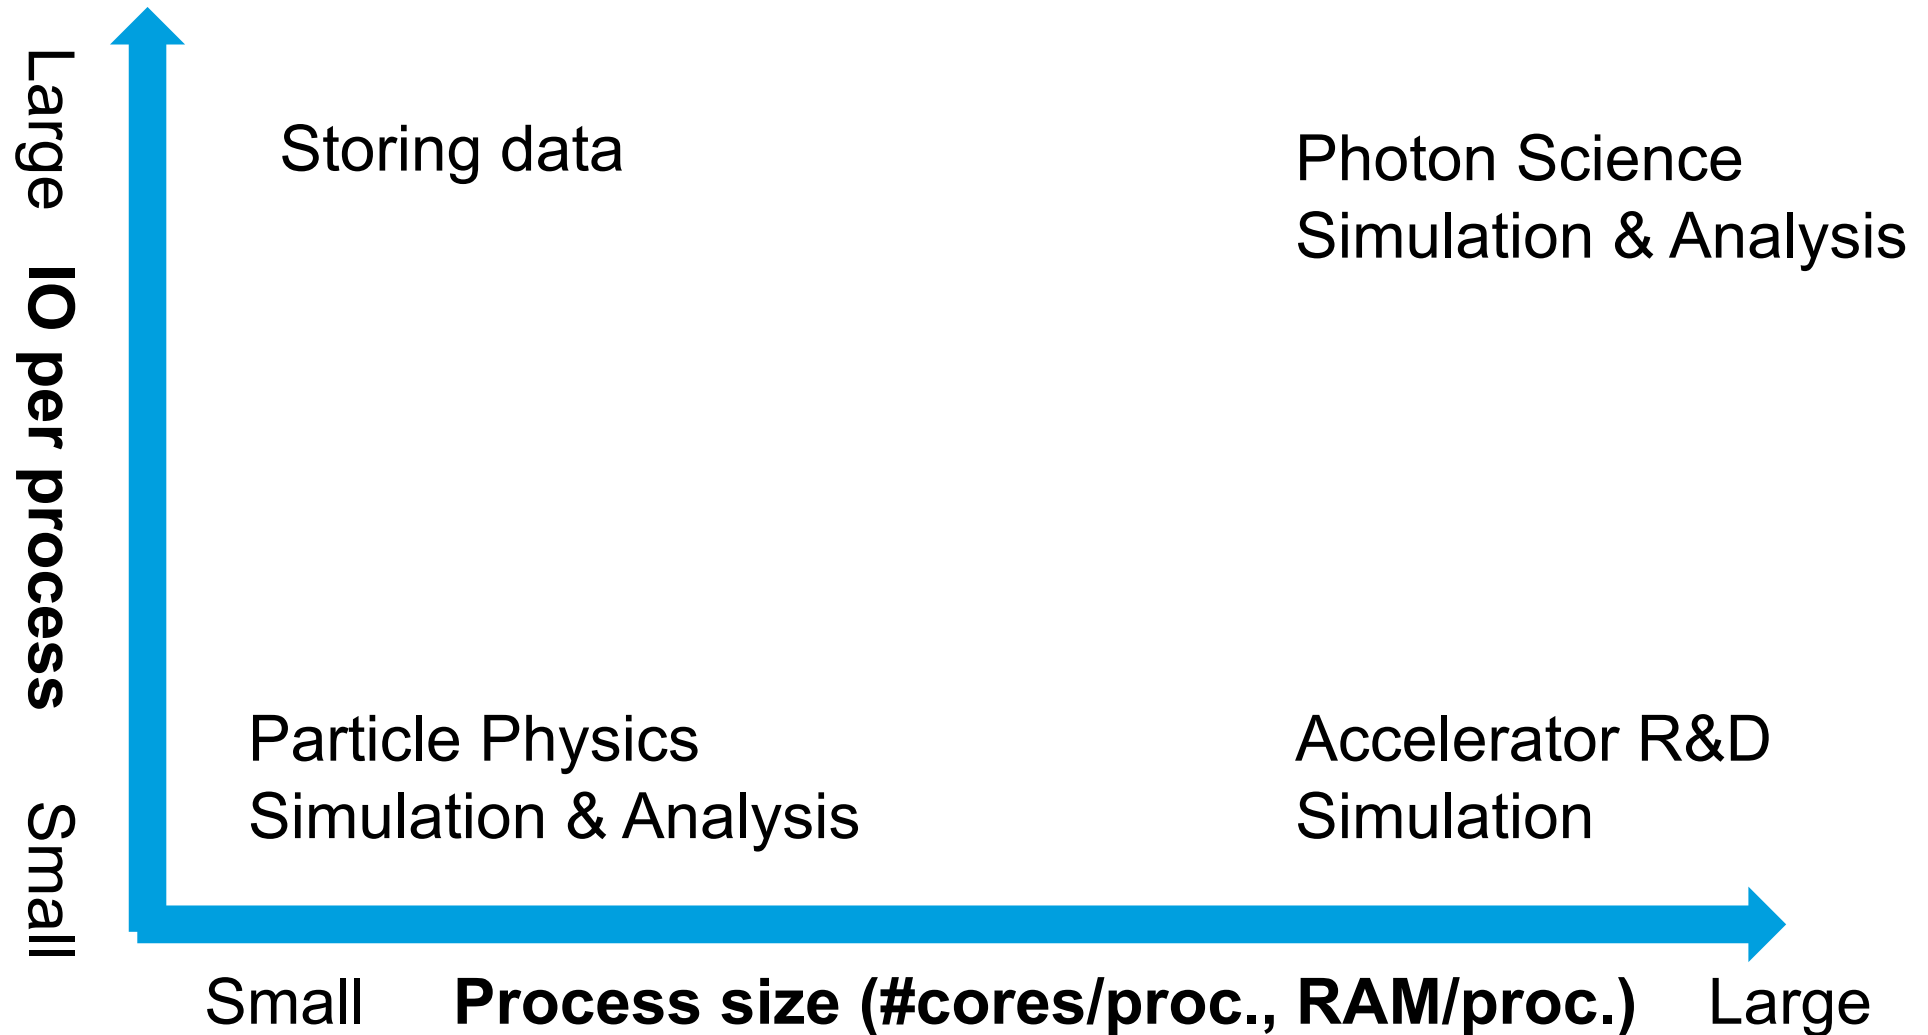 Large IO per process Small
Storing data
Photon Science
Simulation & Analysis
Particle Physics
Simulation & Analysis
Accelerator R&D
Simulation
Small Process size (#cores/proc., RAM/proc.) Large